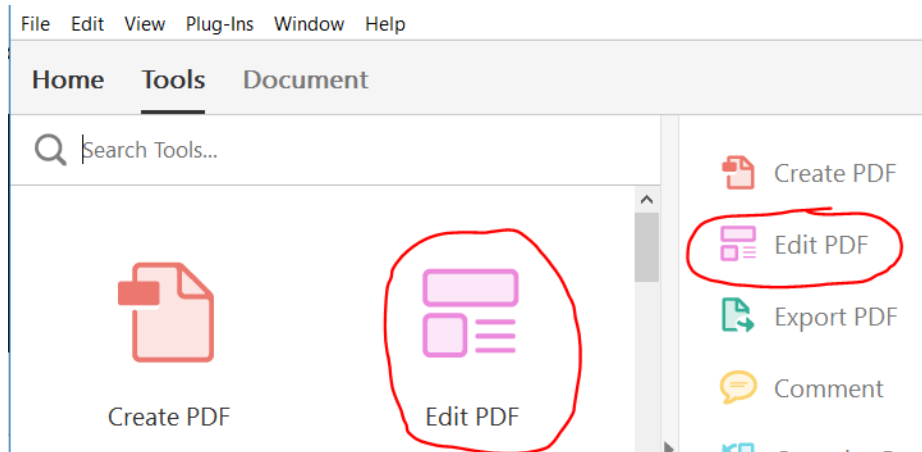 File Edit View Plug-Ins Window Help
Home Tools Document
Search Tools...
Create PDF
Edit PDF
Export PDF
Comment
Create PDF Edit PDF